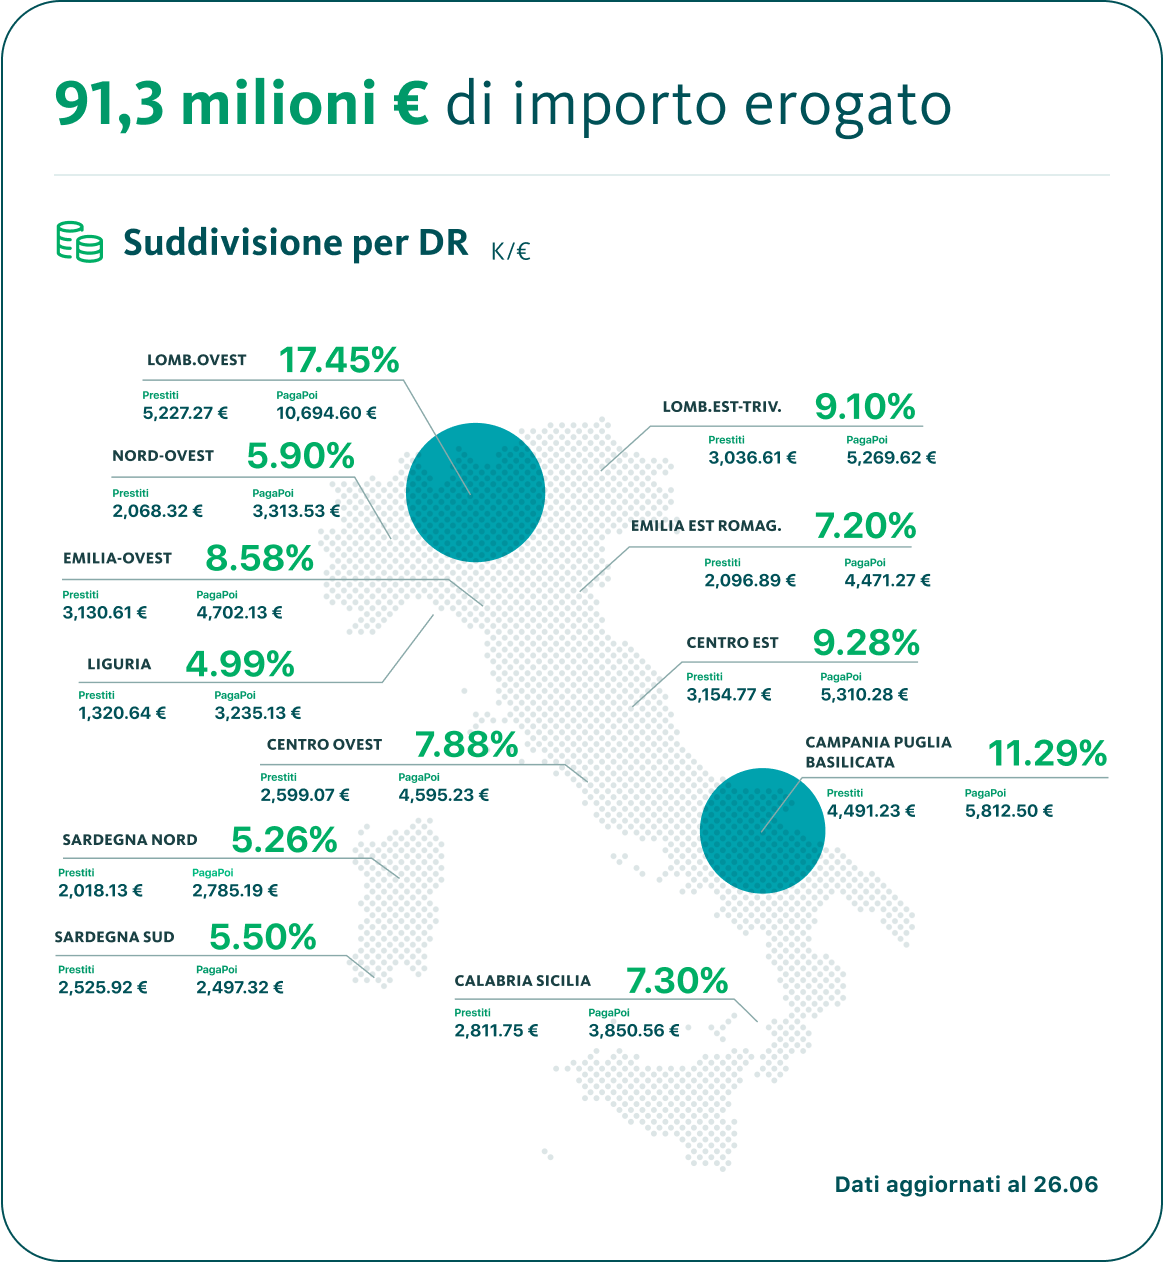 91,3 milioni € di importo erogato
Suddivisione per DR K/€
LOMB.OVEST 17.45%
Prestiti PagaPoi
5,227.27 € 10,694.60 €
LOMB.EST-TRIV. 9.10%
Prestiti PagaPoi
3,036.61 € 5,269.62 €
NORD-OVEST 5.90%
Prestiti PagaPoi
2,068.32 € 3,313.53 €
EMILIA EST ROMAG. 7.20%
Prestiti PagaPoi
2,096.89 € 4,471.27 €
EMILIA-OVEST 8.58%
Prestiti PagaPoi
3,130.61 € 4,702.13 €
CENTRO EST 9.28%
Prestiti PagaPoi
3,154.77 € 5,310.28 €
LIGURIA 4.99%
Prestiti PagaPoi
1,320.64 € 3,235.13 €
CENTRO OVEST 7.88%
Prestiti PagaPoi
2,599.07 € 4,595.23 €
CAMPANIA PUGLIA
BASILICATA 11.29%
Prestiti PagaPoi
4,491.23 € 5,812.50 €
SARDEGNA NORD 5.26%
Prestiti PagaPoi
2,018.13 € 2,785.19 €
SARDEGNA SUD 5.50%
Prestiti PagaPoi
2,525.92 € 2,497.32 €
CALABRIA SICILIA 7.30%
Prestiti PagaPoi
2,811.75 € 3,850.56 €
Dati aggiornati al 26.06